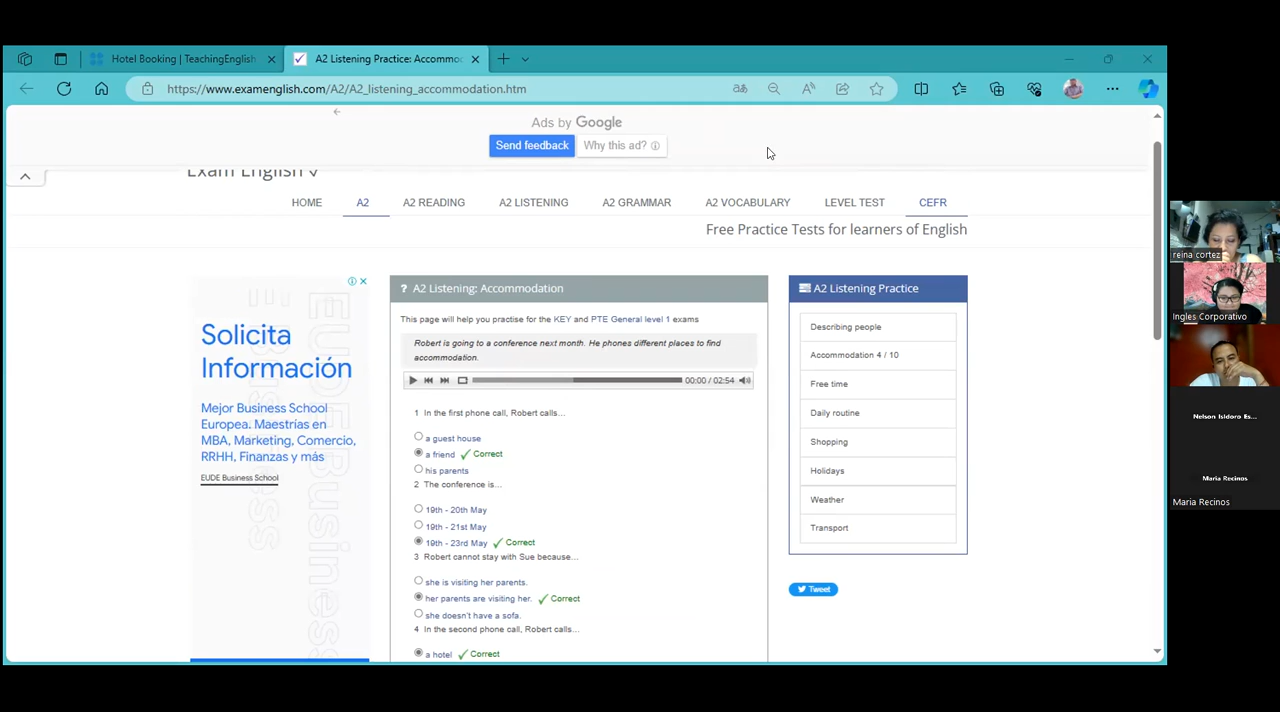 Hotel Booking | TeachingEnglish
A2 Listening Practice: Accommo
https://www.examenglish.com/A2/A2_listening_accommodation.htm
Ads by Google
Send feedback
Why this ad?
Exam English
HOME
A2
A2 READING
A2 LISTENING
A2 GRAMMAR
A2 VOCABULARY
LEVEL TEST
CEFR
Free Practice Tests for learners of English
Solicita
Información
Mejor Business School
Europea. Maestrías en
MBA, Marketing, Comercio,
RRHH, Finanzas y más
EUDE Business School
EUDE Business
? A2 Listening: Accommodation
This page will help you practise for the KEY and PTE General level 1 exams
Robert is going to a conference next month. He phones different places to find
accommodation.
00:00 / 02:54
1 In the first phone call, Robert calls...
a guest house
a friend Correct
his parents
2 The conference is...
19th - 20th May
19th - 21st May
19th - 23rd May Correct
3 Robert cannot stay with Sue because...
she is visiting her parents.
her parents are visiting her. Correct
she doesn't have a sofa.
4 In the second phone call, Robert calls...
a hotel Correct
A2 Listening Practice
Describing people
Accommodation 4 / 10
Free time
Daily routine
Shopping
Holidays
Weather
Transport
Tweet
reina cortez
Ingles Corporativo
Nelson Isidoro Es...
Maria Recinos
Maria Recinos